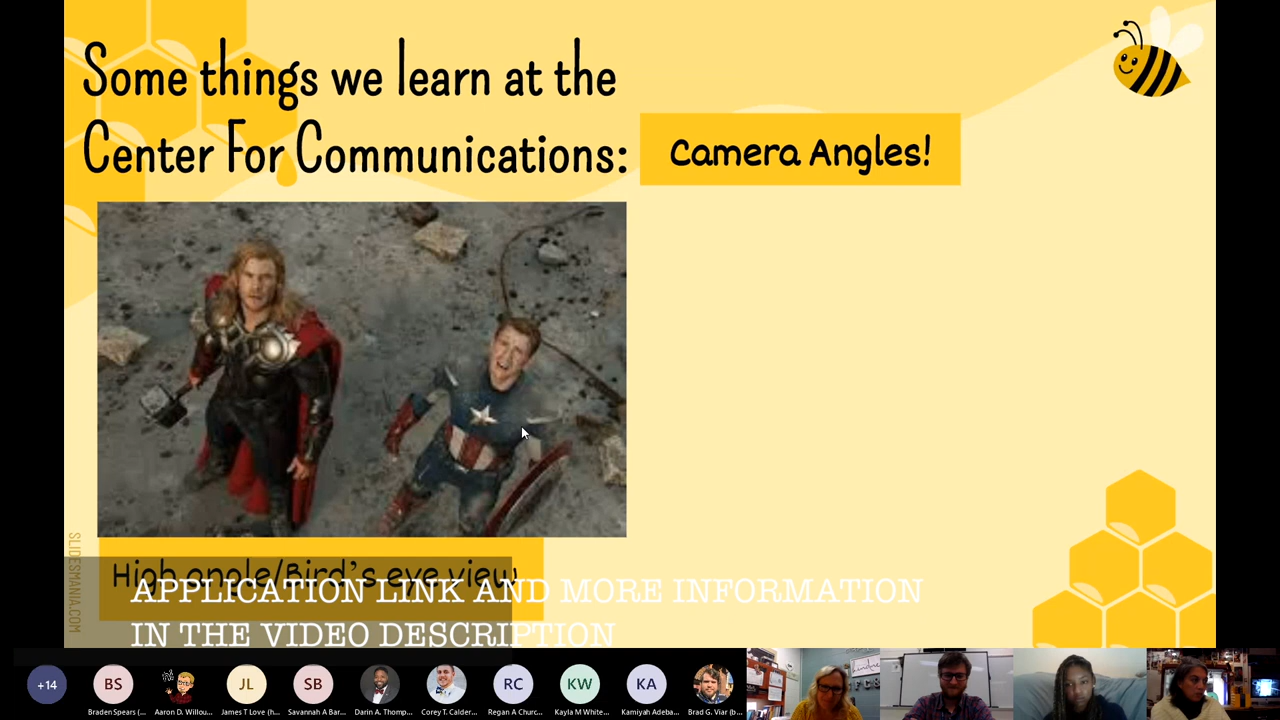 Some things we learn at the
Center For Communications:
Camera Angles!
High angle/Bird's eye view
SLIDESMANIA.COM
APPLICATION LINK AND MORE INFORMATION
IN THE VIDEO DESCRIPTION
+14
BS
JL
SB
RC
KW
KA
Braden Spears (...
Aaron D. Willou...
James T Love (h...
Savannah A Bar...
Darin A. Thomp...
Corey T. Calder...
Regan A Churc...
Kayla M White...
Kamiyah Adeba...
Brad G. Viar (b...